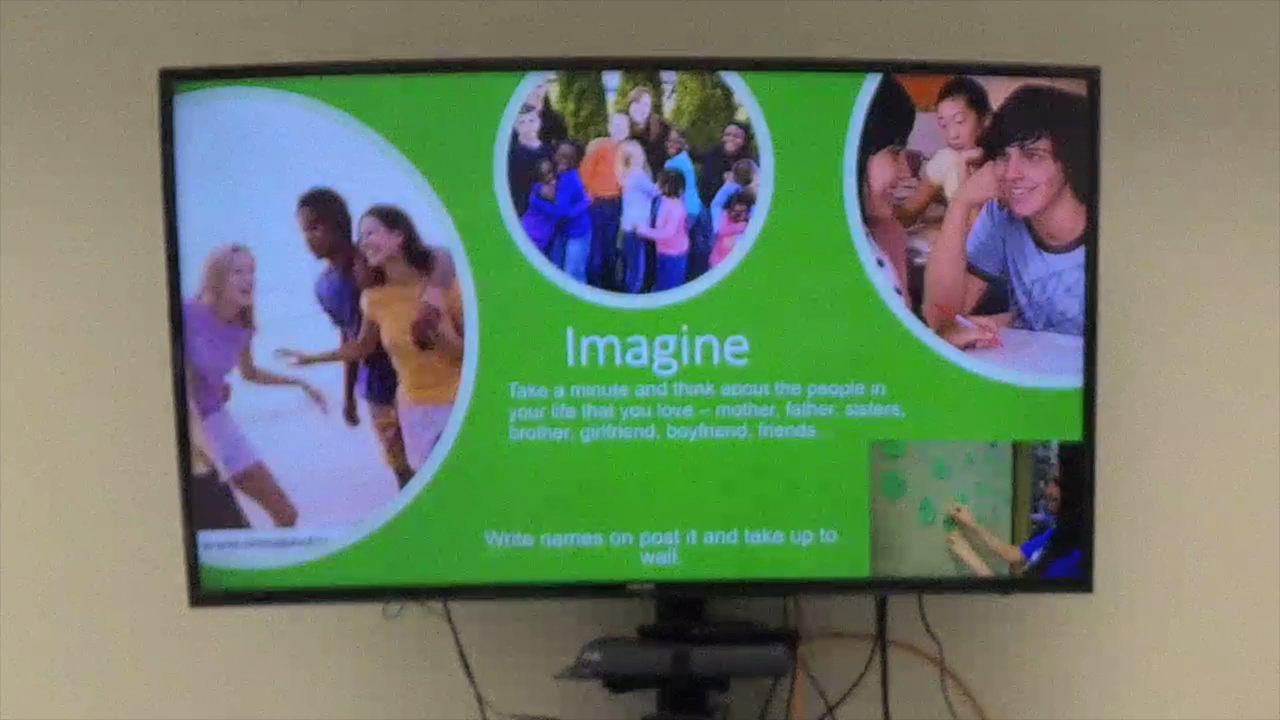 Imagine
Take a minute and think about the people in
your life that you love – mother, father, sisters,
brother, girlfriend, boyfriend, friends
Write names on post it and take up to
wall.